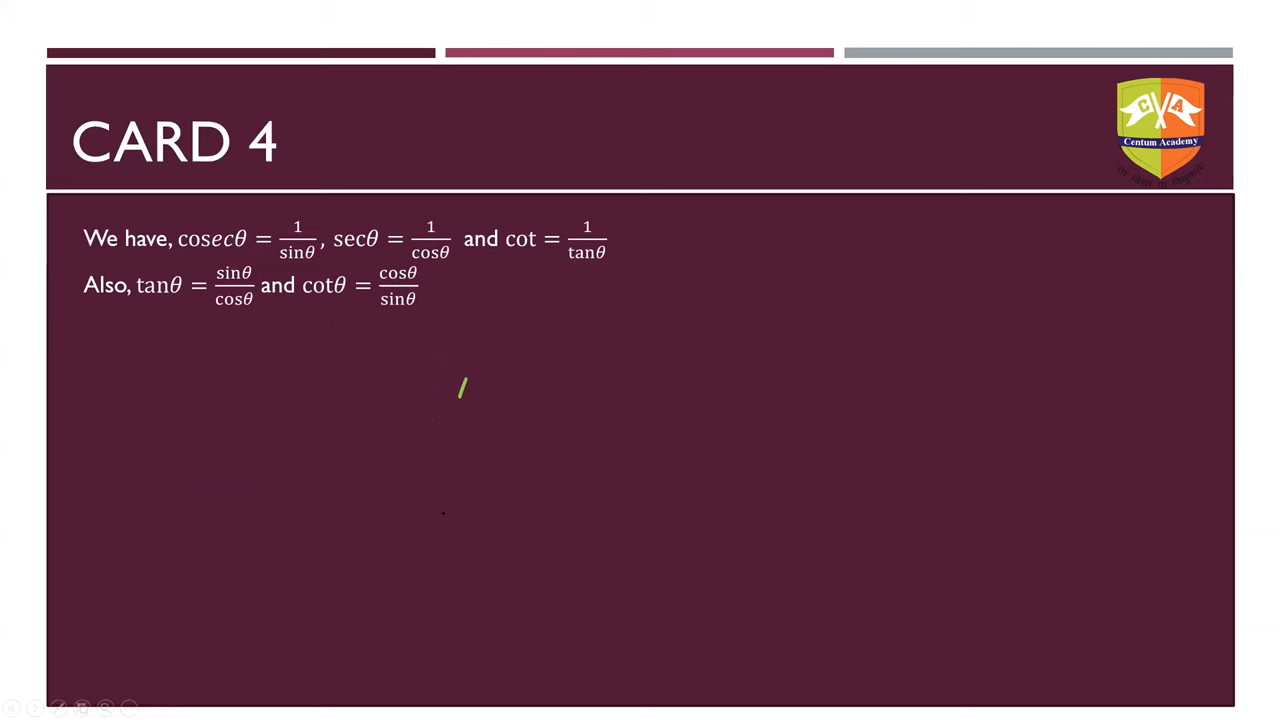 CARD 4
C A
Centum Academy
We have, cosecθ = 1/sinθ, secθ = 1/cosθ and cot = 1/tanθ
Also, tanθ = sinθ/cosθ and cotθ = cosθ/sinθ